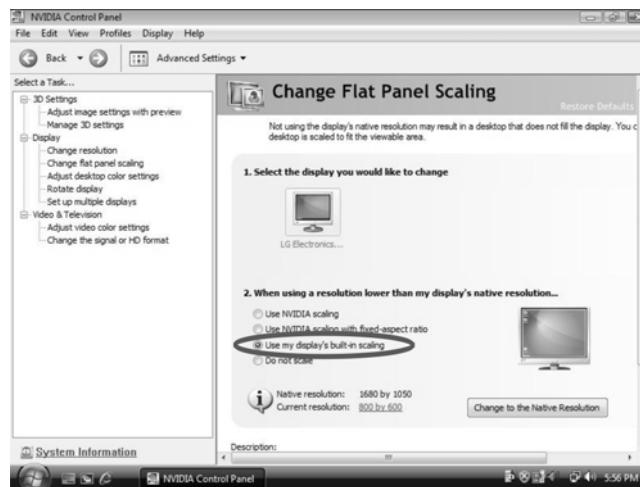 NVIDIA Control Panel
File Edit View Profiles Display Help
Back Advanced Settings
Select a Task...
3D Settings
Adjust image settings with preview
Manage 3D settings
Display
Change resolution
Change flat panel scaling
Adjust desktop color settings
Rotate display
Set up multiple displays
Video & Television
Adjust video color settings
Change the signal or HD format
System Information
Change Flat Panel Scaling
Restore Defaults
Not using the display's native resolution may result in a desktop that does not fill the display. You c
desktop is scaled to fit the viewable area.
1. Select the display you would like to change
LG Electronics...
2. When using a resolution lower than my display's native resolution...
Use NVIDIA scaling
Use NVIDIA scaling with fixed-aspect ratio
Use my display's built-in scaling
Do not scale
Native resolution: 1680 by 1050
Current resolution: 800 by 600
Change to the Native Resolution
Description:
NVIDIA Control Panel
5:56 PM